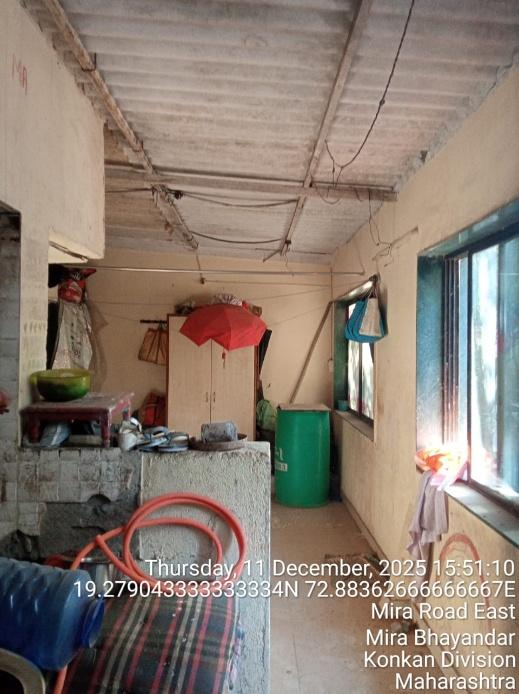 MA
Thursday, 11 December, 2025 15:51:10
19.279043333333334N 72.88362666666667E
Mira Road East
Mira Bhayandar
Konkan Division
Maharashtra